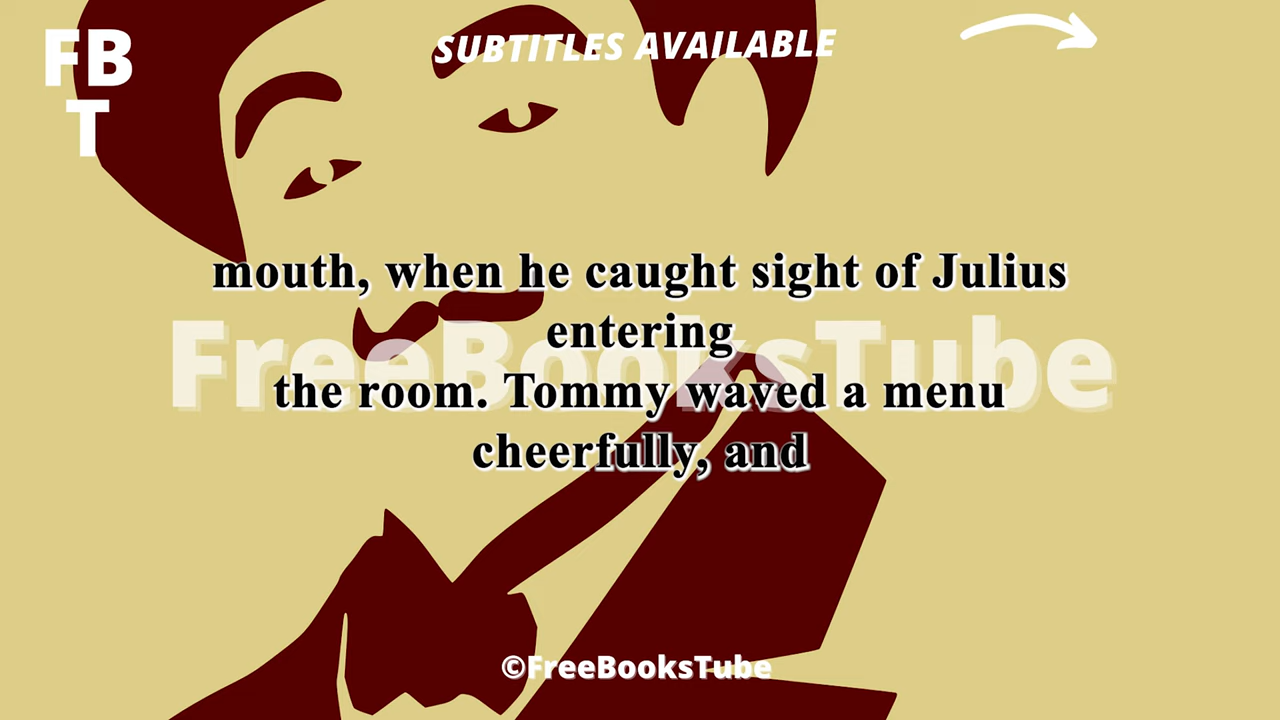 FB
T
SUBTITLES AVAILABLE
mouth, when he caught sight of Julius
entering
the room. Tommy waved a menu
cheerfully, and
FreeBooksTube
©FreeBooksTube